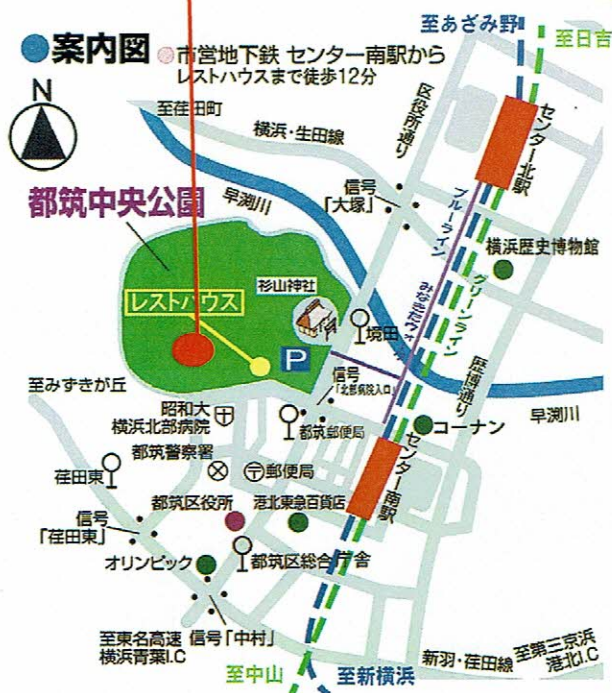 至あざみ野
至日吉
案内図
市営地下鉄 センター南駅から
レストハウスまで徒歩12分
N
至荏田町
横浜・生田線
区役所通り
センター北駅
早渕川
信号
「大塚」
ブルーライン
都筑中央公園
横浜歴史博物館
みなきたウォーク
グリーンライン
杉山神社
レストハウス
境田
P
歴博通り
信号
「北部病院入口」
至みずきが丘
早渕川
昭和大
横浜北部病院
都筑郵便局
コーナン
センター南駅
都筑警察署
郵便局
荏田東
都筑区役所
港北東急百貨店
信号
「荏田東」
オリンピック
都筑区総合庁舎
至東名高速
横浜青葉I.C
信号「中村」
新羽・荏田線
至第三京浜
港北I.C
至中山
至新横浜